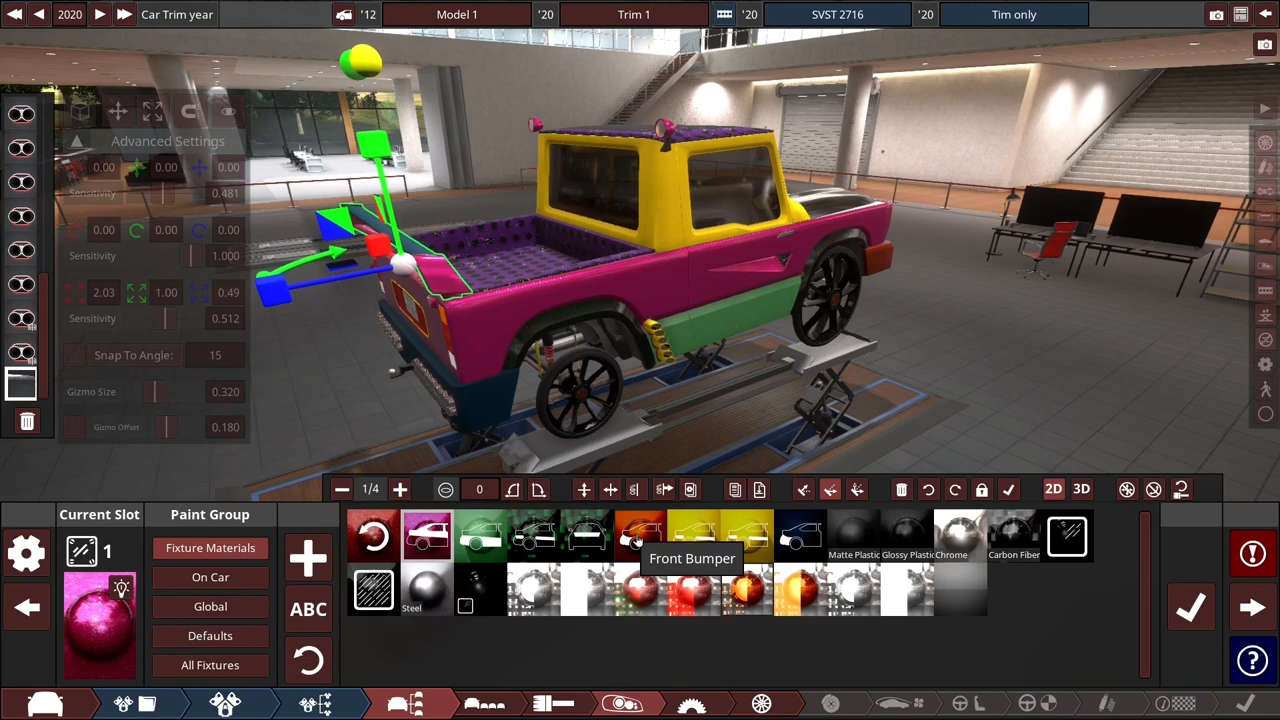 2020 Car Trim year '12 Model 1 '20 Trim 1 '20 SVST 2716 '20 Tim only
Advanced Settings
0.00 0.00 0.00
Sensitivity 0.481
0.00 0.00 0.00
Sensitivity 1.000
2.03 1.00 0.49
Sensitivity 0.512
Snap To Angle: 15
Gizmo Size 0.320
Gizmo Offset 0.180
1/4 0 2D 3D
Current Slot
1
Paint Group
Fixture Materials
On Car
Global
Defaults
All Fixtures
ABC
Front Bumper
Matte Plastic Glossy Plastic Chrome Carbon Fiber
Steel